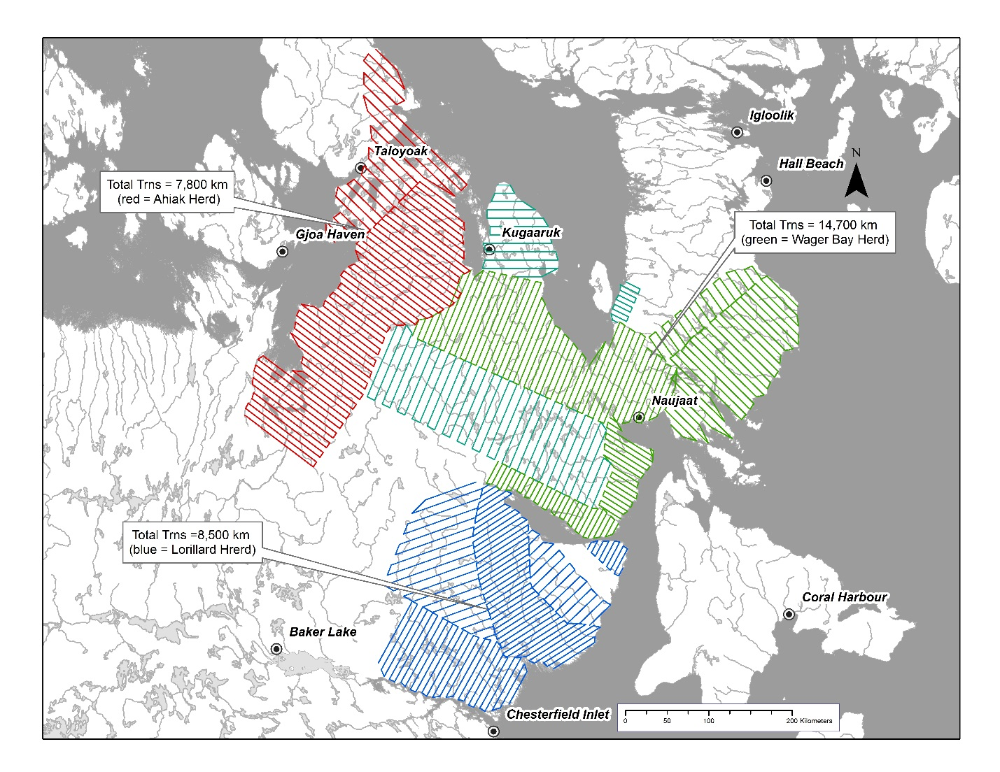 Igloolik
Taloyoak
N
Hall Beach
Total Trns = 7,800 km
(red = Ahiak Herd)
Total Trns = 14,700 km
(green = Wager Bay Herd)
Gjoa Haven
Kugaaruk
Naujaat
Total Trns =8,500 km
(blue = Lorillard Hrerd)
Coral Harbour
Baker Lake
Chesterfield Inlet
0 50 100 200 Kilometers